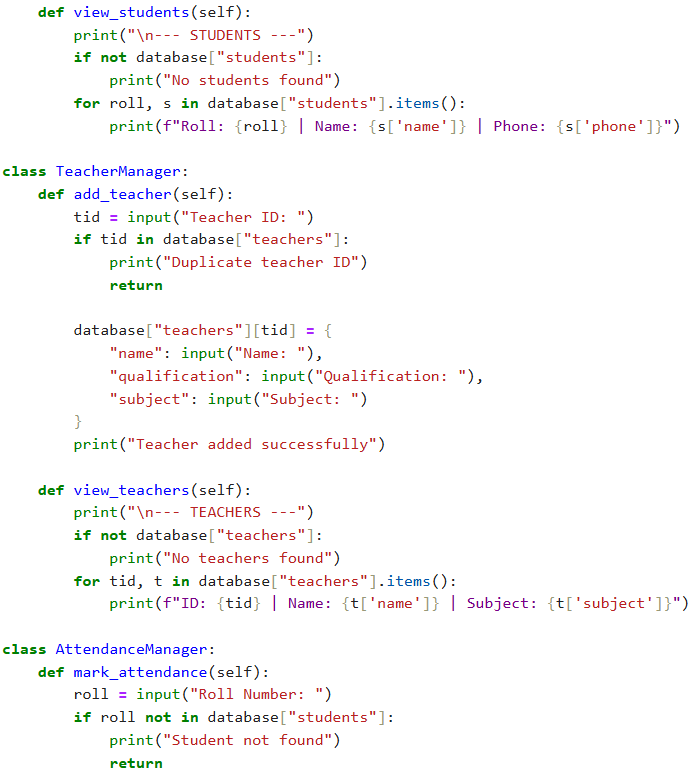 def view_students(self):
        print("\n--- STUDENTS ---")
        if not database["students"]:
            print("No students found")
        for roll, s in database["students"].items():
            print(f"Roll: {roll} | Name: {s['name']} | Phone: {s['phone']}")

class TeacherManager:
    def add_teacher(self):
        tid = input("Teacher ID: ")
        if tid in database["teachers"]:
            print("Duplicate teacher ID")
            return

        database["teachers"][tid] = {
            "name": input("Name: "),
            "qualification": input("Qualification: "),
            "subject": input("Subject: ")
        }
        print("Teacher added successfully")

    def view_teachers(self):
        print("\n--- TEACHERS ---")
        if not database["teachers"]:
            print("No teachers found")
        for tid, t in database["teachers"].items():
            print(f"ID: {tid} | Name: {t['name']} | Subject: {t['subject']}")

class AttendanceManager:
    def mark_attendance(self):
        roll = input("Roll Number: ")
        if roll not in database["students"]:
            print("Student not found")
            return